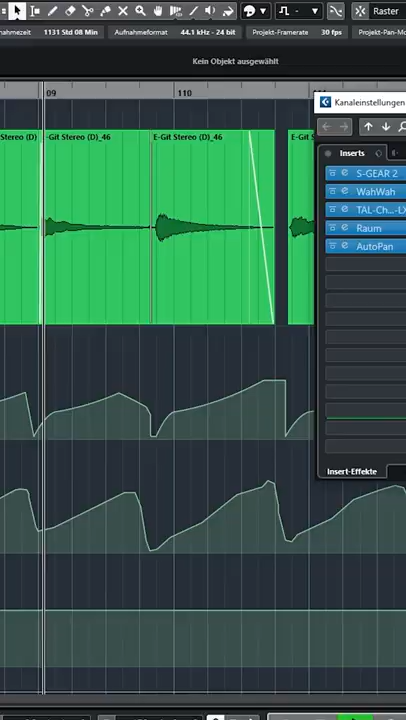 Raster
1131 Std 08 Min Aufnahmeformat 44.1 kHz - 24 bit Projekt-Framerate 30 fps Projekt-Pan-Mo
Kein Objekt ausgewählt
09 110
Kanaleinstellungen
Stereo (D) E-Git Stereo (D)_46 E-Git Stereo (D)_46 E-Git S
Inserts
S-GEAR 2
WahWah
TAL-Ch...-LX
Raum
AutoPan
Insert-Effekte